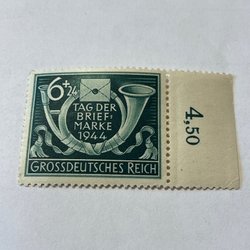 6+24
TAG DER
BRIEF-
MARKE
1944
GROSSDEUTSCHES REICH
4,50